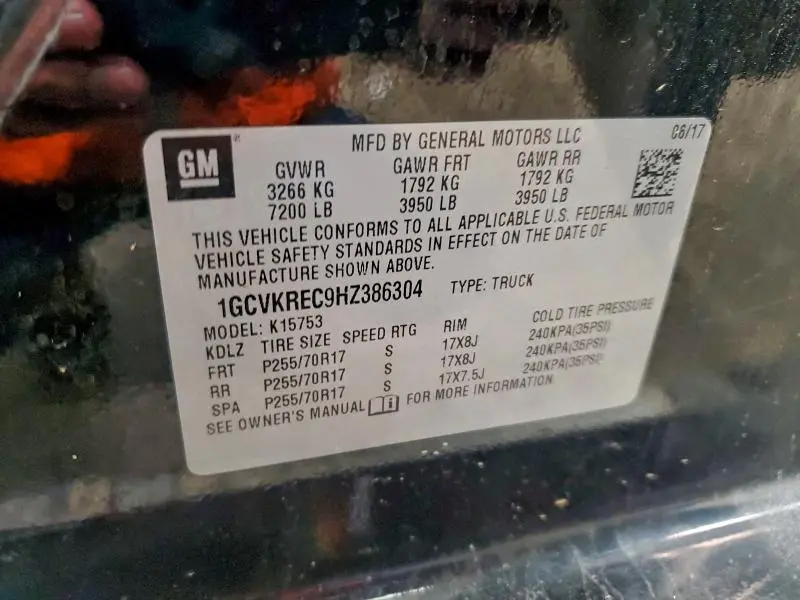 GM
MFD BY GENERAL MOTORS LLC 06/17
GVWR GAWR FRT GAWR RR
3266 KG 1792 KG 1792 KG
7200 LB 3950 LB 3950 LB
THIS VEHICLE CONFORMS TO ALL APPLICABLE U.S. FEDERAL MOTOR
VEHICLE SAFETY STANDARDS IN EFFECT ON THE DATE OF
MANUFACTURE SHOWN ABOVE.
1GCVKREC9HZ386304 TYPE: TRUCK
MODEL: K15753
KDLZ TIRE SIZE SPEED RTG RIM COLD TIRE PRESSURE
FRT P255/70R17 S 17X8J 240KPA(35PSI)
RR P255/70R17 S 17X8J 240KPA(35PSI)
SPA P255/70R17 S 17X7.5J 240KPA(35PSI)
SEE OWNER'S MANUAL FOR MORE INFORMATION